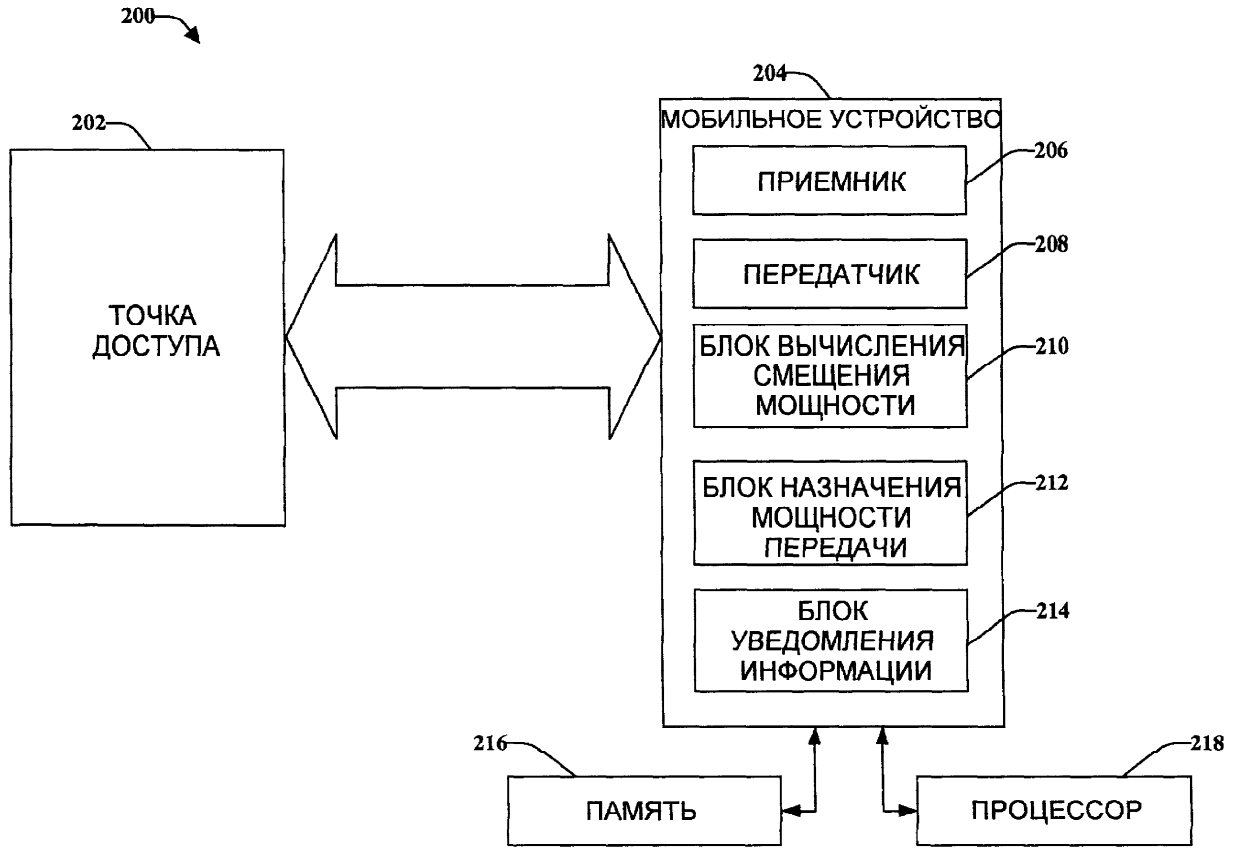 200
204
МОБИЛЬНОЕ УСТРОЙСТВО
202
206
ПРИЕМНИК
208
ПЕРЕДАТЧИК
ТОЧКА
ДОСТУПА
БЛОК ВЫЧИСЛЕНИЯ
СМЕЩЕНИЯ
МОЩНОСТИ
210
БЛОК НАЗНАЧЕНИЯ
МОЩНОСТИ
ПЕРЕДАЧИ
212
БЛОК
УВЕДОМЛЕНИЯ
ИНФОРМАЦИИ
214
216
ПАМЯТЬ
218
ПРОЦЕССОР